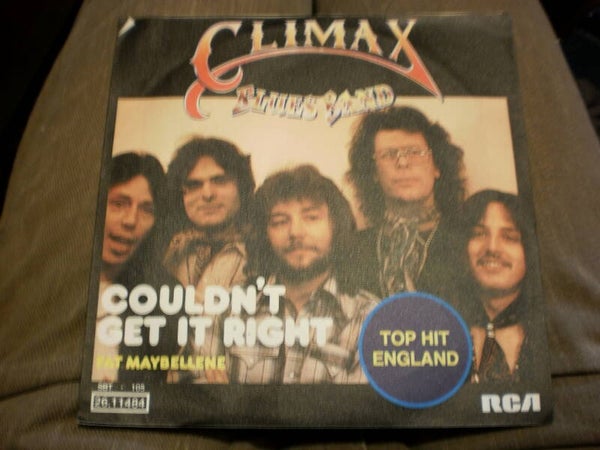 CLIMAX
BLUES BAND
COULDN'T
GET IT RIGHT
FAT MAYBELLENE
TOP HIT
ENGLAND
26.11484
RCA